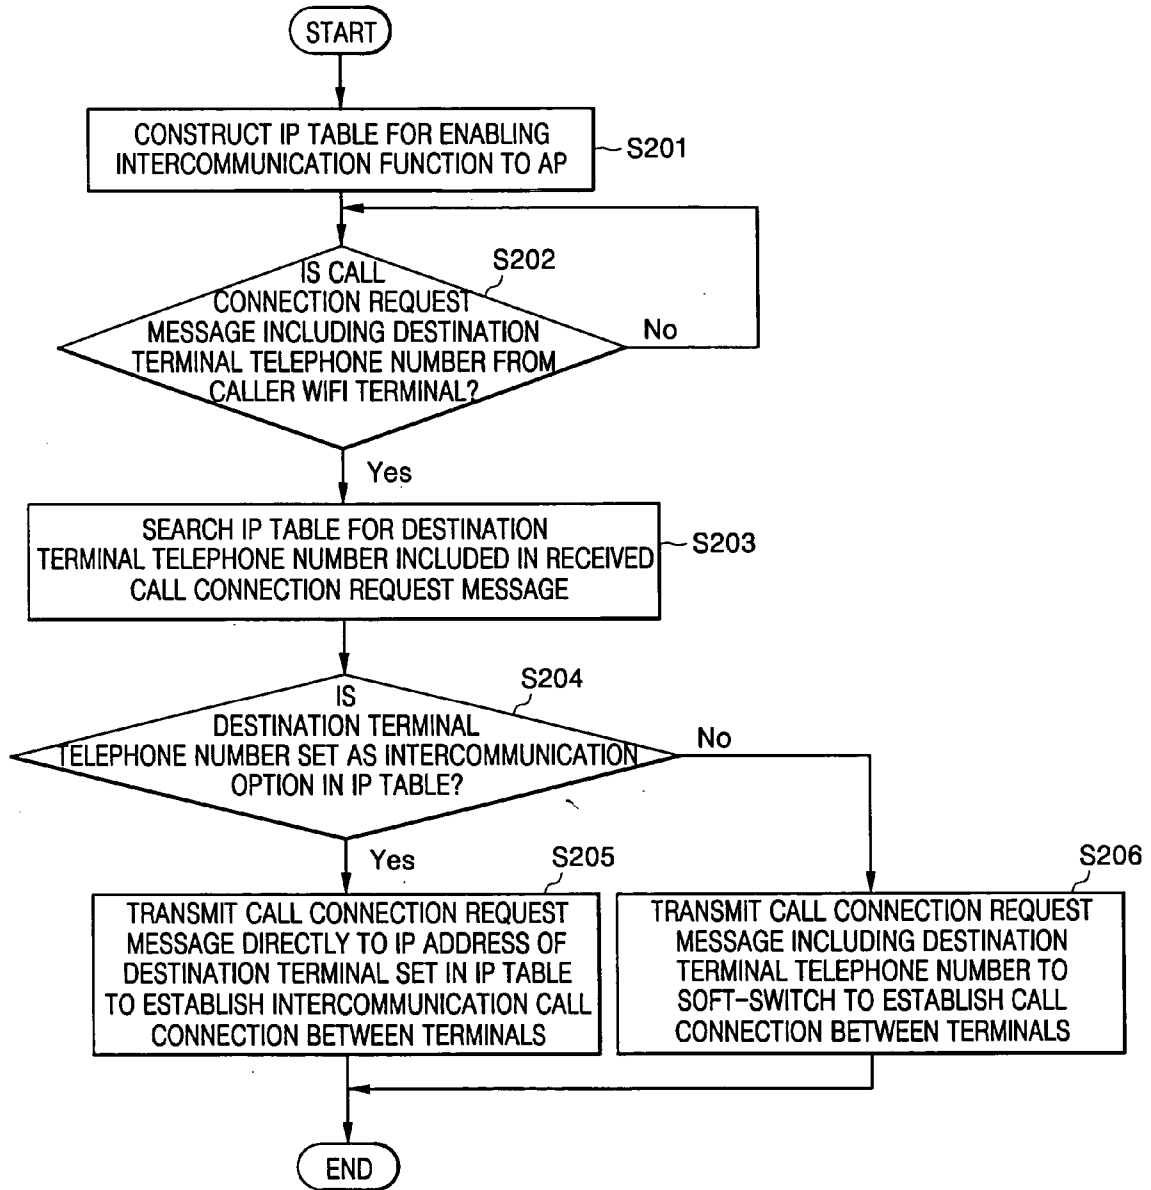 START
CONSTRUCT IP TABLE FOR ENABLING
INTERCOMMUNICATION FUNCTION TO AP
S201
S202
IS CALL
CONNECTION REQUEST
MESSAGE INCLUDING DESTINATION
TERMINAL TELEPHONE NUMBER FROM
CALLER WIFI TERMINAL?
No
Yes
SEARCH IP TABLE FOR DESTINATION
TERMINAL TELEPHONE NUMBER INCLUDED IN RECEIVED
CALL CONNECTION REQUEST MESSAGE
S203
S204
IS
DESTINATION TERMINAL
TELEPHONE NUMBER SET AS INTERCOMMUNICATION
OPTION IN IP TABLE?
No
Yes
S205
TRANSMIT CALL CONNECTION REQUEST
MESSAGE DIRECTLY TO IP ADDRESS OF
DESTINATION TERMINAL SET IN IP TABLE
TO ESTABLISH INTERCOMMUNICATION CALL
CONNECTION BETWEEN TERMINALS
S206
TRANSMIT CALL CONNECTION REQUEST
MESSAGE INCLUDING DESTINATION
TERMINAL TELEPHONE NUMBER TO
SOFT-SWITCH TO ESTABLISH CALL
CONNECTION BETWEEN TERMINALS
END